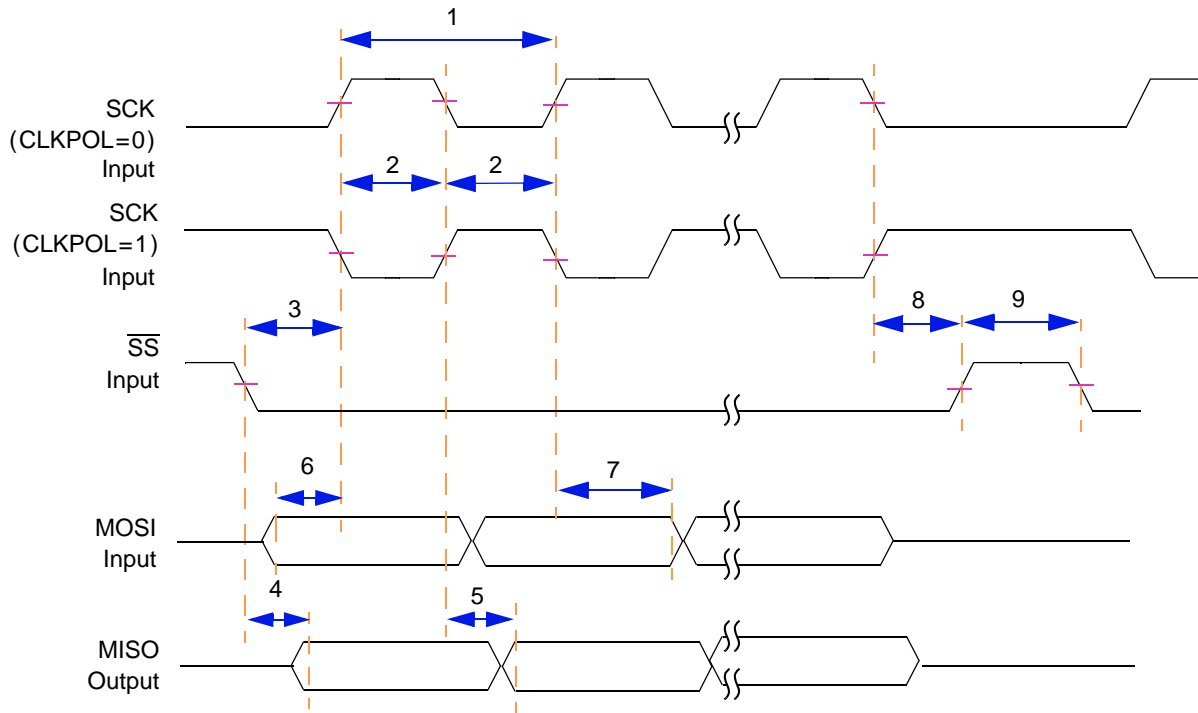 1
SCK
(CLKPOL=0)
Input
2 2
SCK
(CLKPOL=1)
Input
3 8 9
SS
Input
6 7
MOSI
Input
4 5
MISO
Output